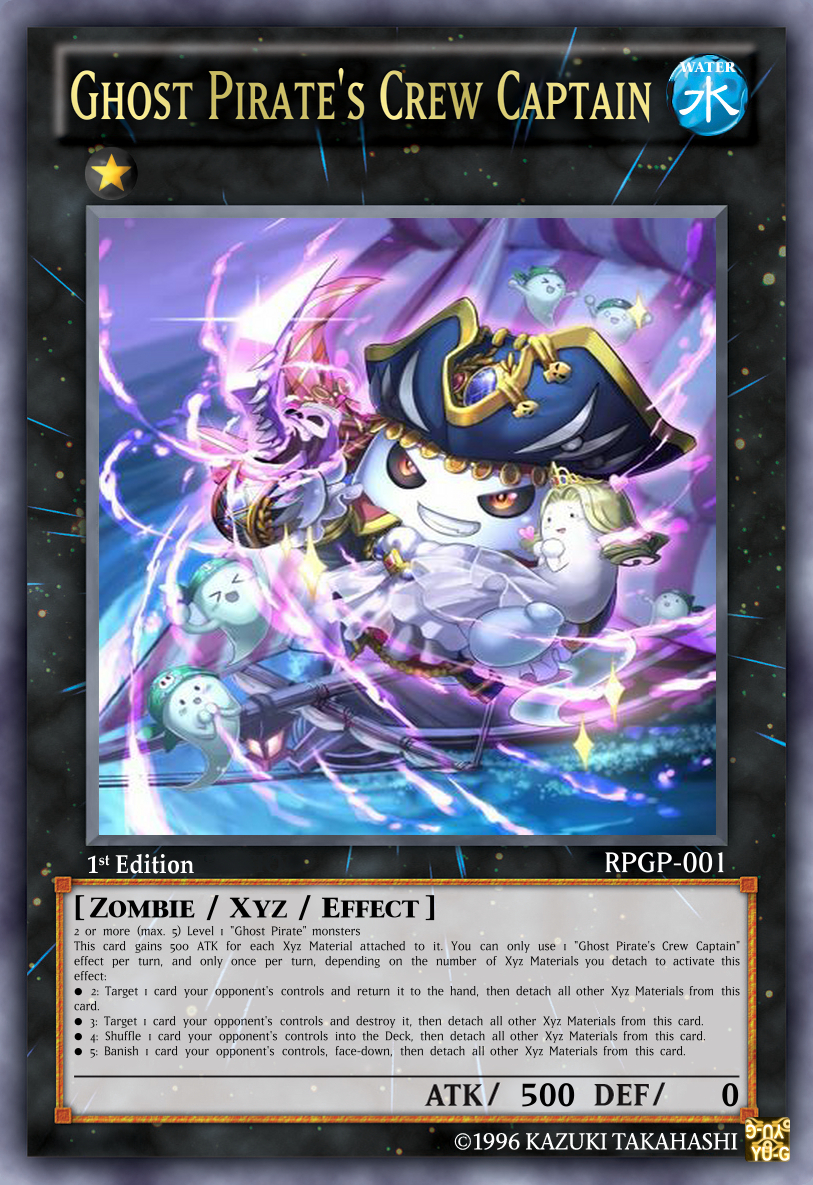 Ghost Pirate's Crew Captain
WATER
水
1st Edition
RPGP-001
[ Zombie / Xyz / Effect ]
2 or more (max. 5) Level 1 "Ghost Pirate" monsters
This card gains 500 ATK for each Xyz Material attached to it. You can only use 1 "Ghost Pirate's Crew Captain"
effect per turn, and only once per turn, depending on the number of Xyz Materials you detach to activate this
effect:
● 2: Target 1 card your opponent's controls and return it to the hand, then detach all other Xyz Materials from this
card.
● 3: Target 1 card your opponent's controls and destroy it, then detach all other Xyz Materials from this card.
● 4: Shuffle 1 card your opponent's controls into the Deck, then detach all other Xyz Materials from this card.
● 5: Banish 1 card your opponent's controls, face-down, then detach all other Xyz Materials from this card.
ATK/ 500 DEF/ 0
©1996 KAZUKI TAKAHASHI